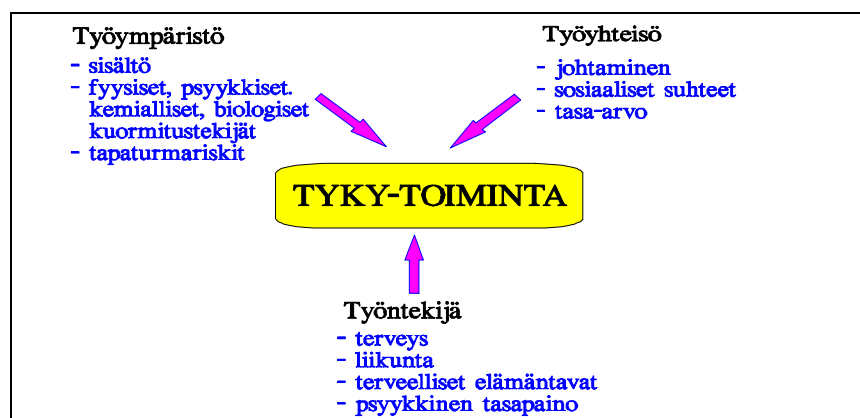 Työympäristö
- sisältö
- fyysiset, psyykkiset.
kemialliset, biologiset
kuormitustekijät
- tapaturmariskit
Työyhteisö
- johtaminen
- sosiaaliset suhteet
- tasa-arvo
TYKY-TOIMINTA
Työntekijä
- terveys
- liikunta
- terveelliset elämäntavat
- psyykkinen tasapaino